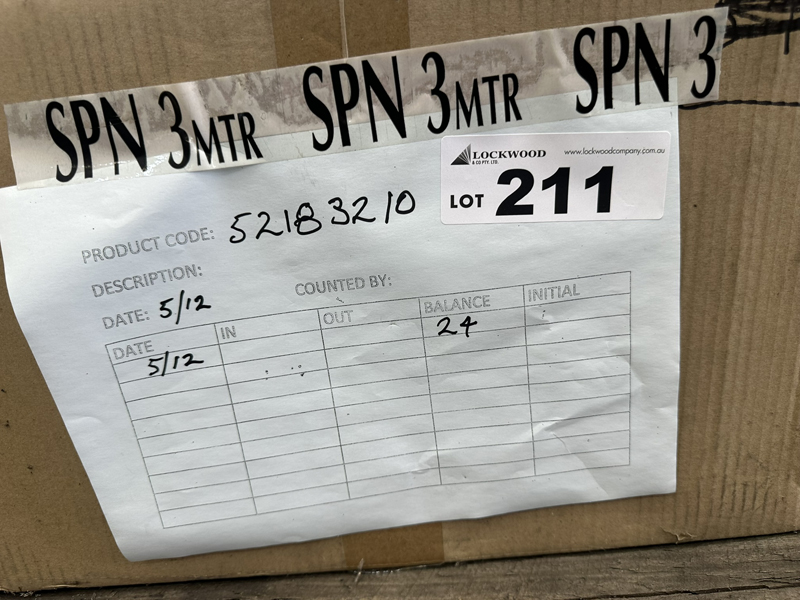 SPN 3MTR SPN 3MTR SPN 3
LOCKWOOD www.lockwoodcompany.com.au
& CO PTY. LTD.
LOT 211
PRODUCT CODE: 52183210
DESCRIPTION:
DATE: 5/12 COUNTED BY:
DATE IN OUT BALANCE INITIAL
5/12 24